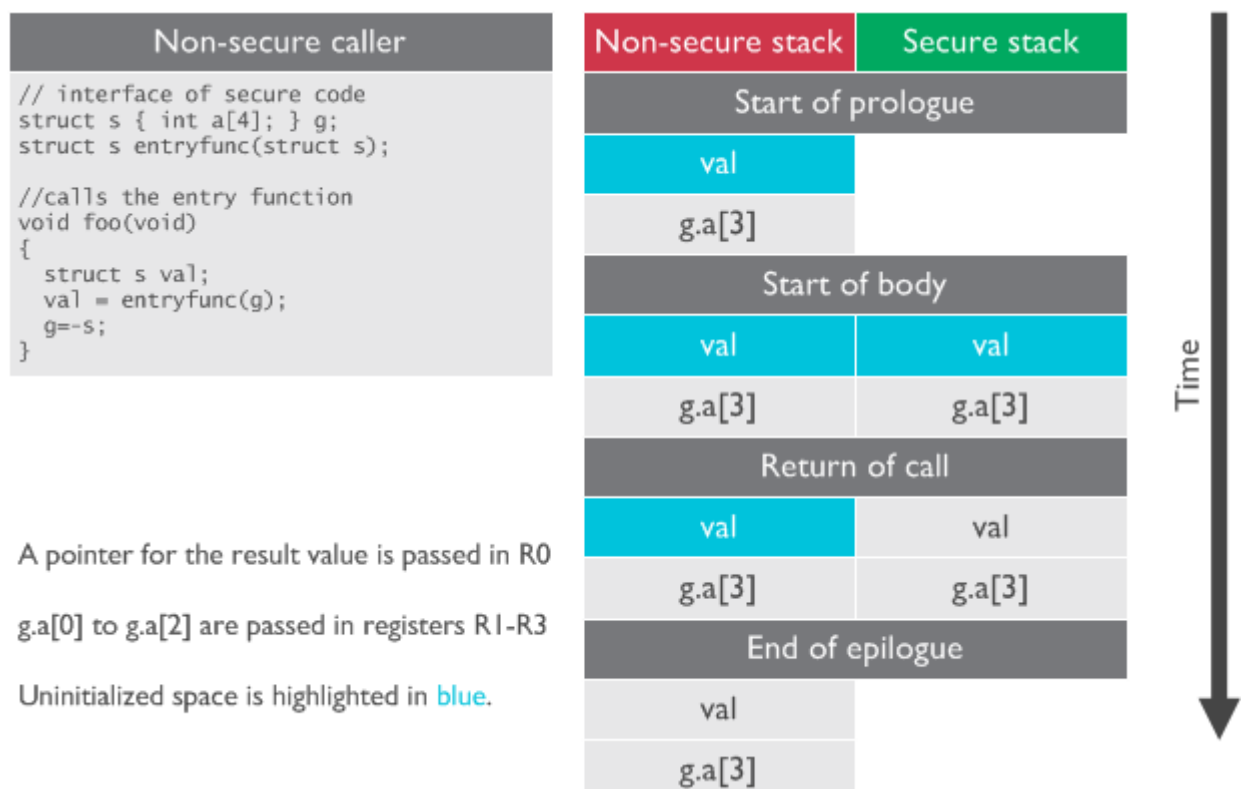 Non-secure caller
// interface of secure code
struct s { int a[4]; } g;
struct s entryfunc(struct s);
//calls the entry function
void foo(void)
{
  struct s val;
  val = entryfunc(g);
  g=-s;
}
A pointer for the result value is passed in R0
g.a[0] to g.a[2] are passed in registers R1-R3
Uninitialized space is highlighted in blue.
Non-secure stack Secure stack
Start of prologue
val
g.a[3]
Start of body
val val
g.a[3] g.a[3]
Return of call
val val
g.a[3] g.a[3]
End of epilogue
val
g.a[3]
Time